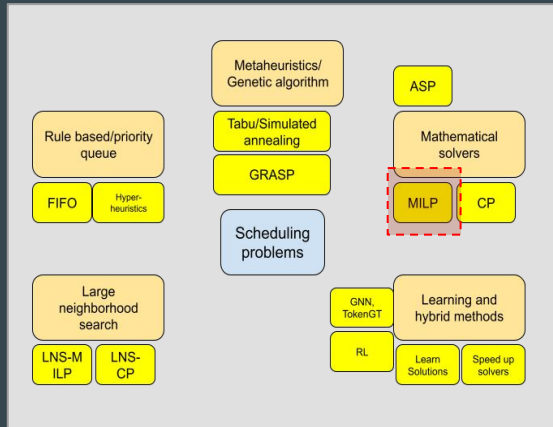 Metaheuristics/
Genetic algorithm
ASP
Rule based/priority
queue
Tabu/Simulated
annealing
Mathematical
solvers
GRASP
FIFO
Hyper-
heuristics
MILP
CP
Scheduling
problems
Large
neighborhood
search
GNN,
TokenGT
Learning and
hybrid methods
LNS-M
ILP
LNS-
CP
RL
Learn
Solutions
Speed up
solvers